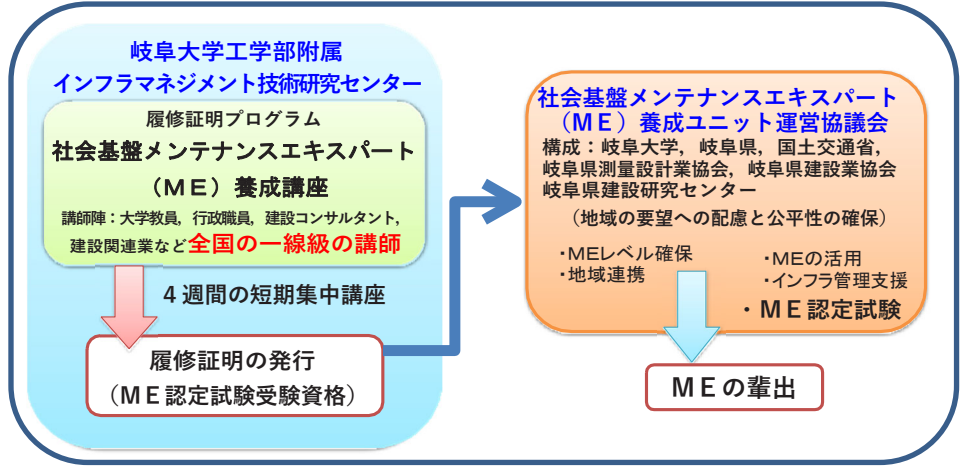 岐阜大学工学部附属
インフラマネジメント技術研究センター
履修証明プログラム
社会基盤メンテナンスエキスパート
（ＭＥ）養成講座
講師陣：大学教員，行政職員，建設コンサルタント，
建設関連業など全国の一線級の講師
４週間の短期集中講座
履修証明の発行
（ＭＥ認定試験受験資格）
社会基盤メンテナンスエキスパート
（ＭＥ）養成ユニット運営協議会
構成：岐阜大学，岐阜県，国土交通省，
岐阜県測量設計業協会，岐阜県建設業協会
岐阜県建設研究センター
（地域の要望への配慮と公平性の確保）
・MEレベル確保
・地域連携
・MEの活用
・インフラ管理支援
・ＭＥ認定試験
ＭＥの輩出